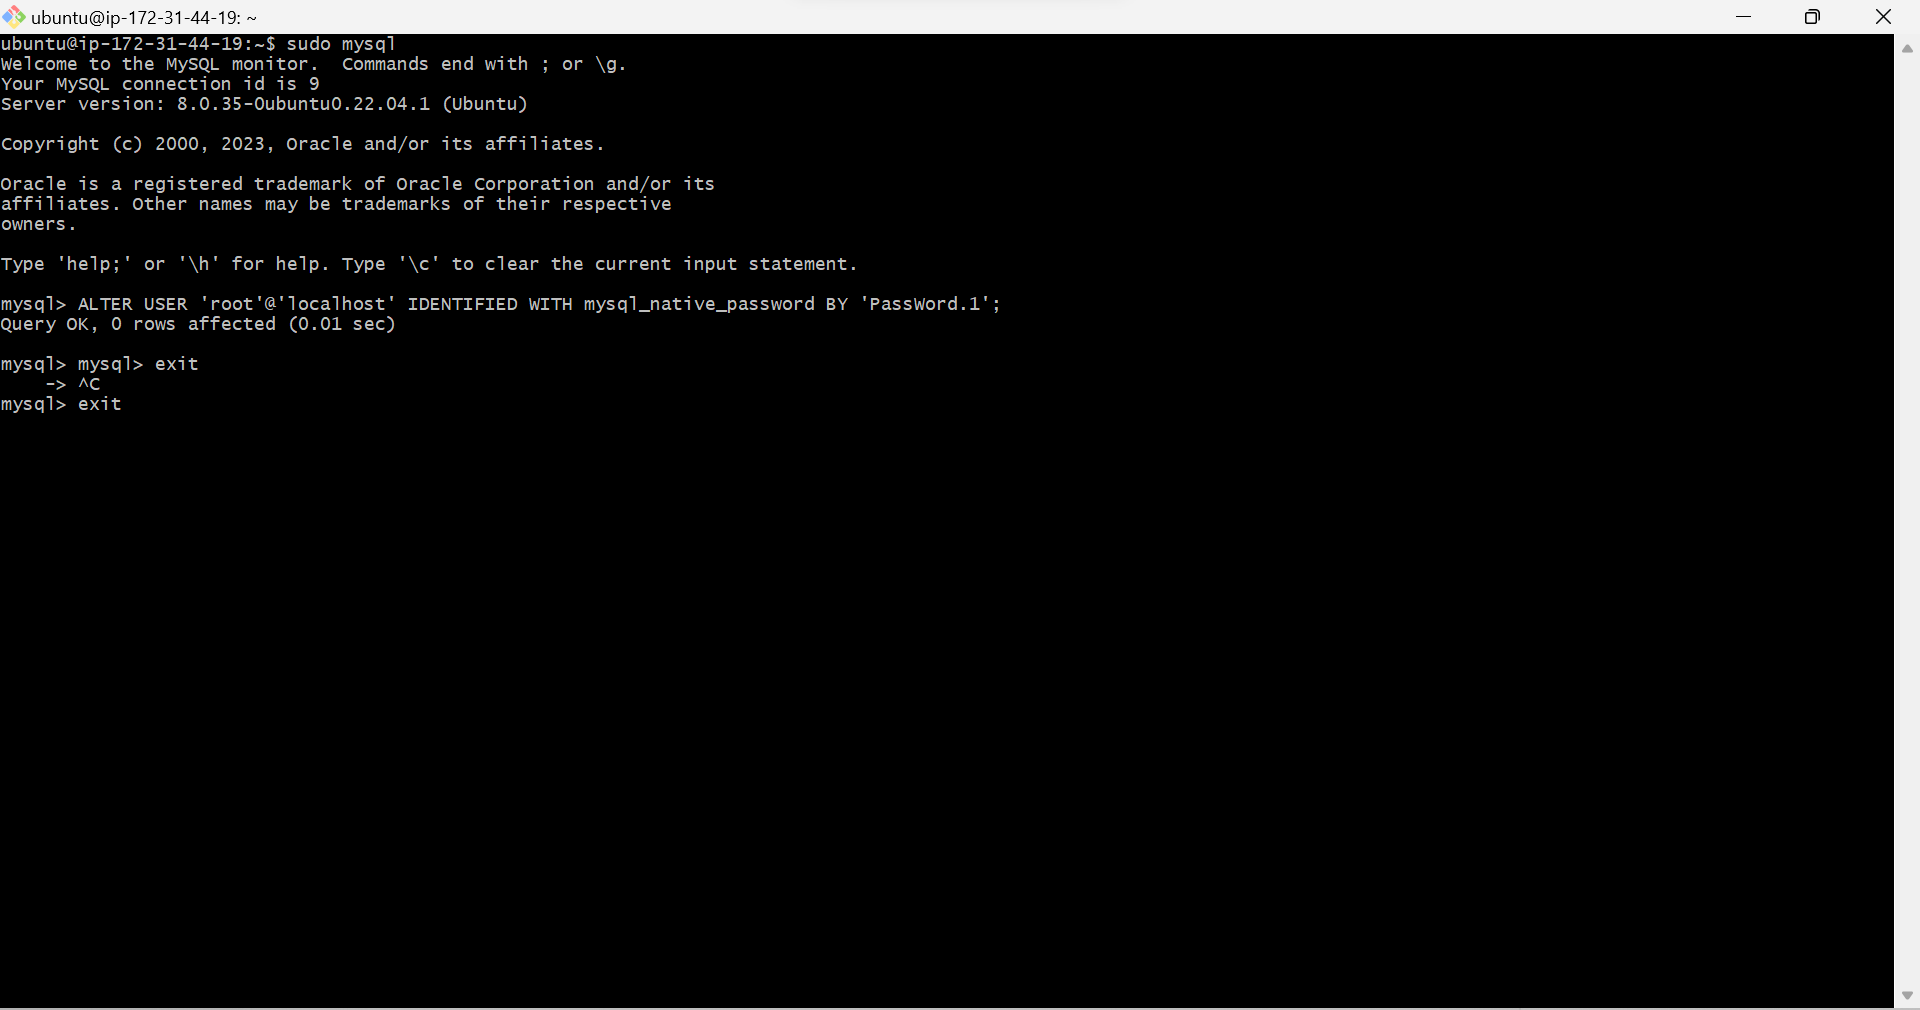 ubuntu@ip-172-31-44-19: ~
ubuntu@ip-172-31-44-19:~$ sudo mysql
Welcome to the MySQL monitor.  Commands end with ; or \g.
Your MySQL connection id is 9
Server version: 8.0.35-0ubuntu0.22.04.1 (Ubuntu)
Copyright (c) 2000, 2023, Oracle and/or its affiliates.
Oracle is a registered trademark of Oracle Corporation and/or its
affiliates. Other names may be trademarks of their respective
owners.
Type 'help;' or '\h' for help. Type '\c' to clear the current input statement.
mysql> ALTER USER 'root'@'localhost' IDENTIFIED WITH mysql_native_password BY 'PassWord.1';
Query OK, 0 rows affected (0.01 sec)
mysql> mysql> exit
    -> ^C
mysql> exit